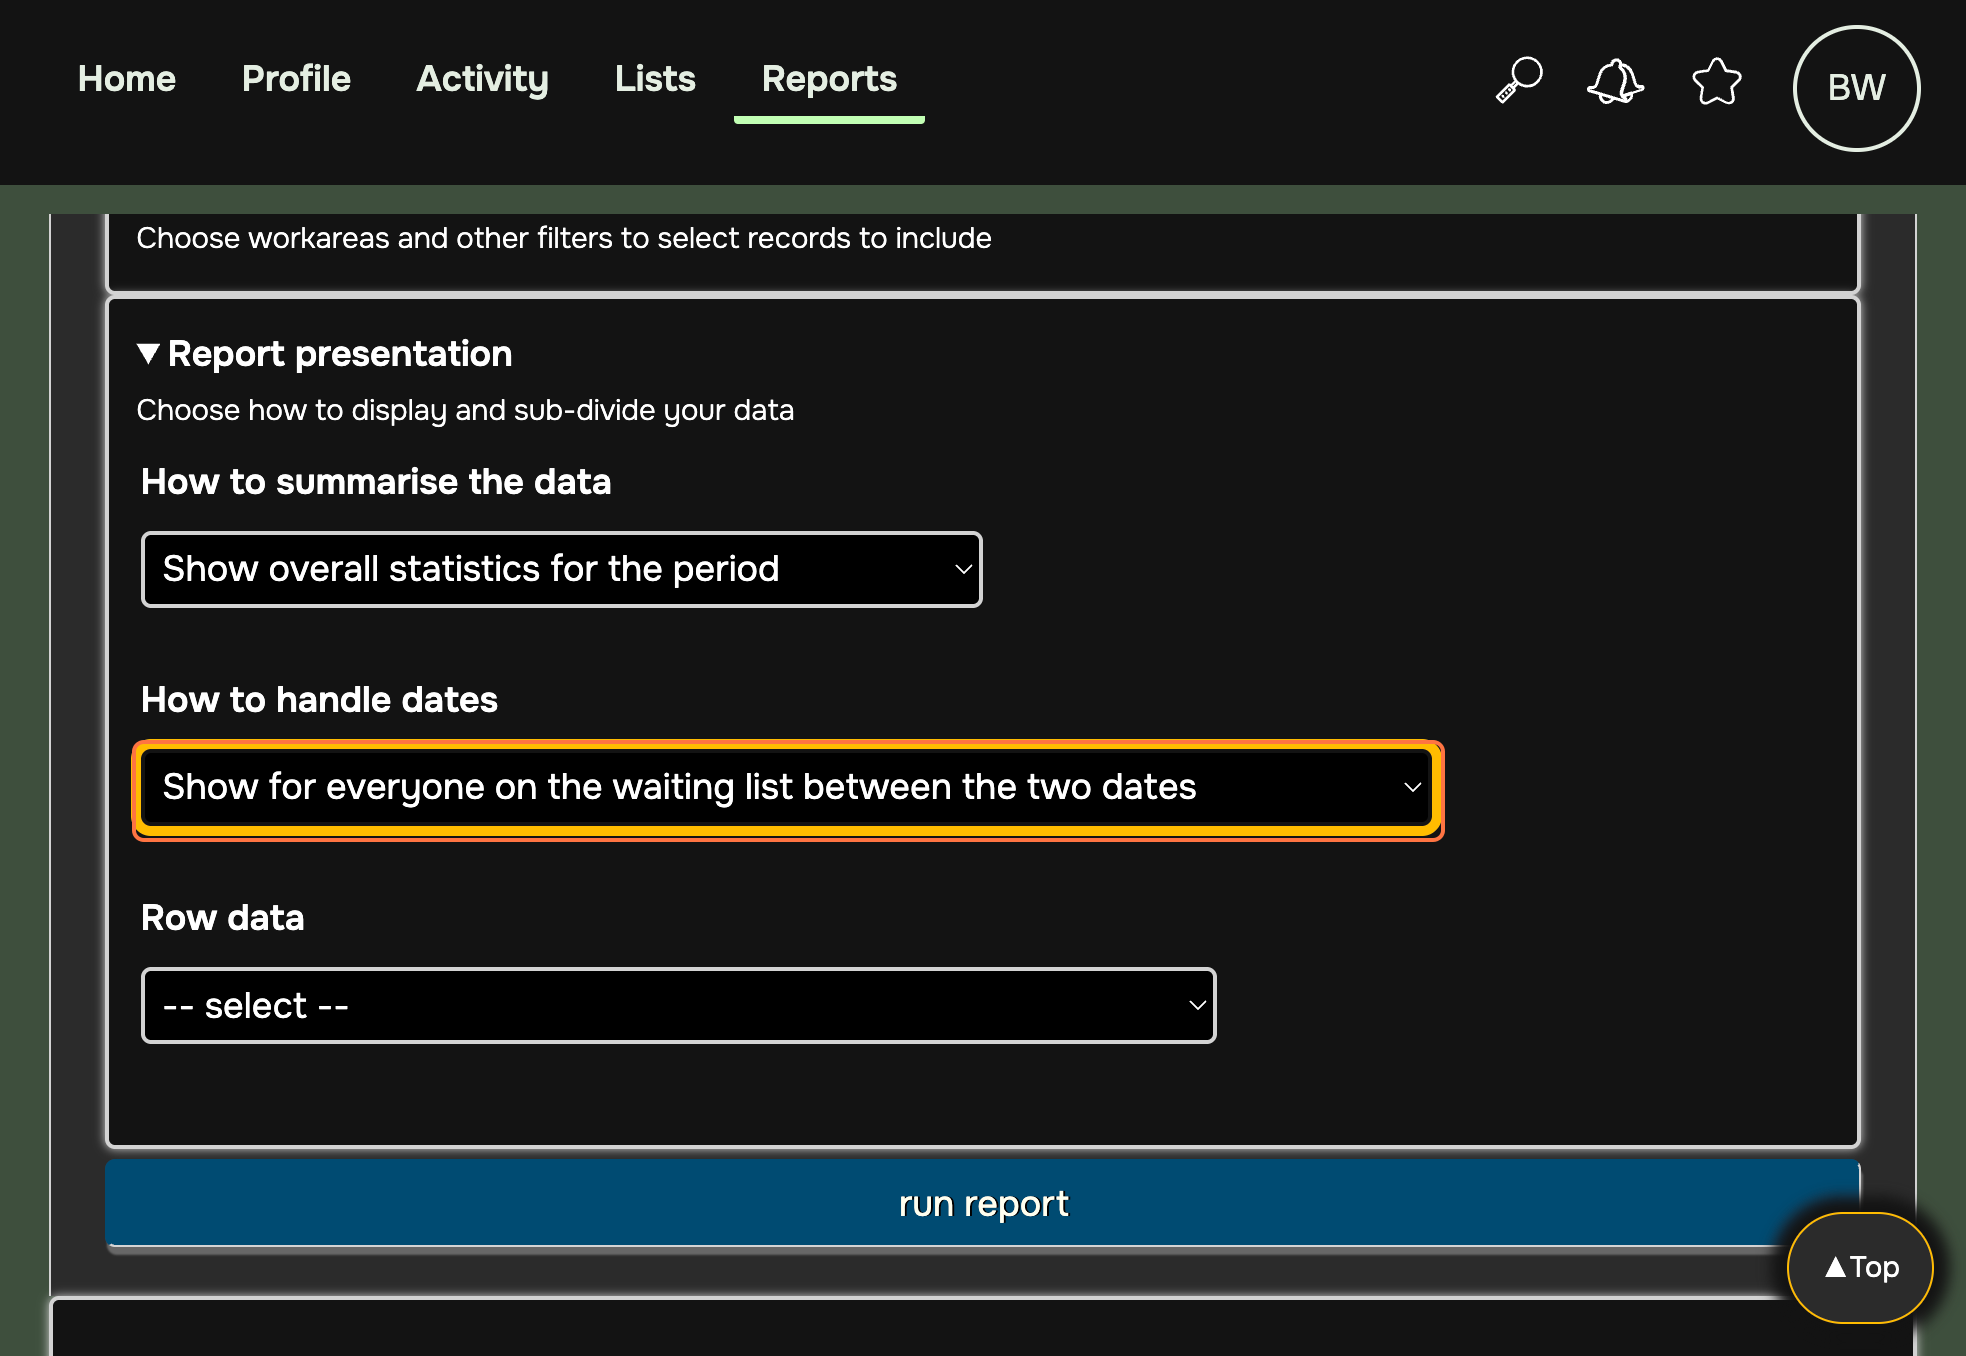 Home Profile Activity Lists Reports BW
Choose workareas and other filters to select records to include
▼ Report presentation
Choose how to display and sub-divide your data
How to summarise the data
Show overall statistics for the period
How to handle dates
Show for everyone on the waiting list between the two dates
Row data
-- select --
run report
▲Top